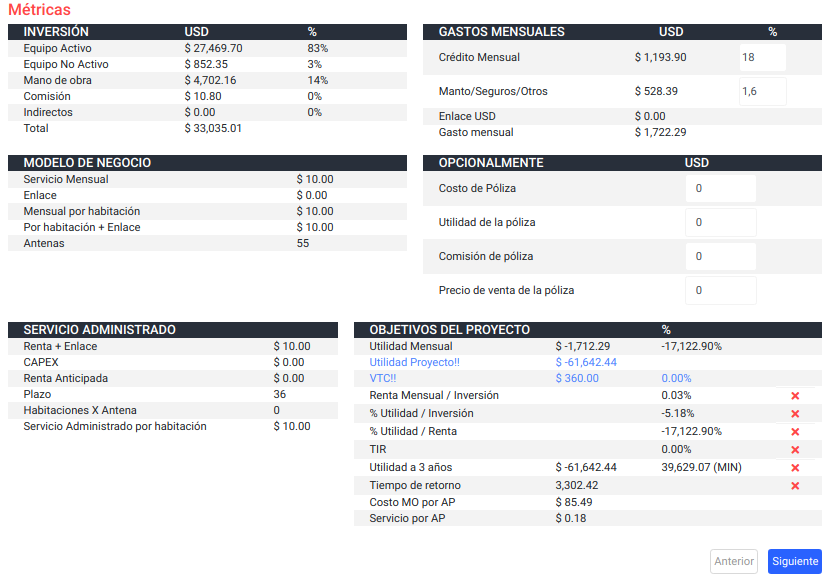 Métricas
INVERSIÓN USD %
Equipo Activo $ 27,469.70 83%
Equipo No Activo $ 852.35 3%
Mano de obra $ 4,702.16 14%
Comisión $ 10.80 0%
Indirectos $ 0.00 0%
Total $ 33,035.01
GASTOS MENSUALES USD %
Crédito Mensual $ 1,193.90 18
Manto/Seguros/Otros $ 528.39 1,6
Enlace USD $ 0.00
Gasto mensual $ 1,722.29
MODELO DE NEGOCIO
Servicio Mensual $ 10.00
Enlace $ 0.00
Mensual por habitación $ 10.00
Por habitación + Enlace $ 10.00
Antenas 55
OPCIONALMENTE USD
Costo de Póliza 0
Utilidad de la póliza 0
Comisión de póliza 0
Precio de venta de la póliza 0
SERVICIO ADMINISTRADO
Renta + Enlace $ 10.00
CAPEX $ 0.00
Renta Anticipada $ 0.00
Plazo 36
Habitaciones X Antena 0
Servicio Administrado por habitación $ 10.00
OBJETIVOS DEL PROYECTO %
Utilidad Mensual $ -1,712.29 -17,122.90%
Utilidad Proyecto!! $ -61,642.44
VTC!! $ 360.00 0.00%
Renta Mensual / Inversión 0.03%
% Utilidad / Inversión -5.18%
% Utilidad / Renta -17,122.90%
TIR 0.00%
Utilidad a 3 años $ -61,642.44 39,629.07 (MIN)
Tiempo de retorno 3,302.42
Costo MO por AP $ 85.49
Servicio por AP $ 0.18
Anterior Siguiente